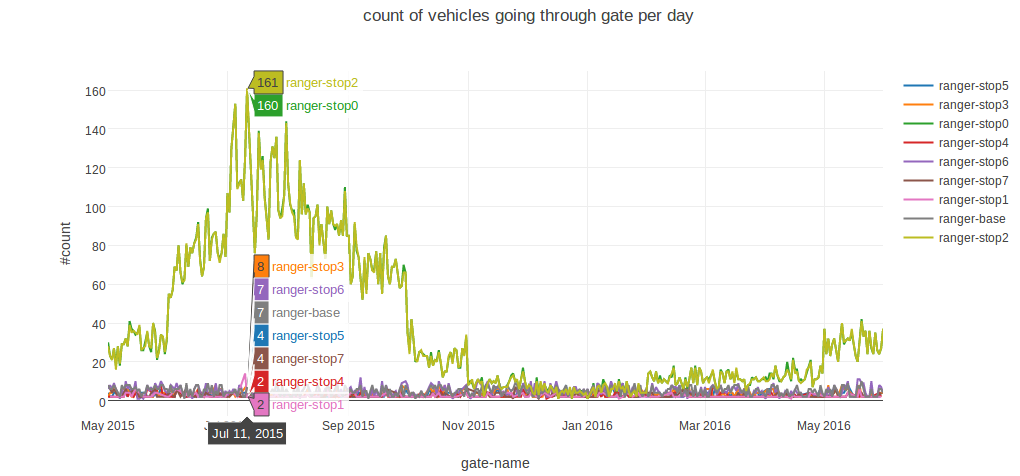 count of vehicles going through gate per day
161 ranger-stop2
160 ranger-stop0
8 ranger-stop3
7 ranger-stop6
7 ranger-base
4 ranger-stop5
4 ranger-stop7
2 ranger-stop4
2 ranger-stop1
Jul 11, 2015
160
140
120
100
80
60
40
20
0
#count
May 2015
Sep 2015
Nov 2015
Jan 2016
Mar 2016
May 2016
gate-name
ranger-stop5
ranger-stop3
ranger-stop0
ranger-stop4
ranger-stop6
ranger-stop7
ranger-stop1
ranger-base
ranger-stop2